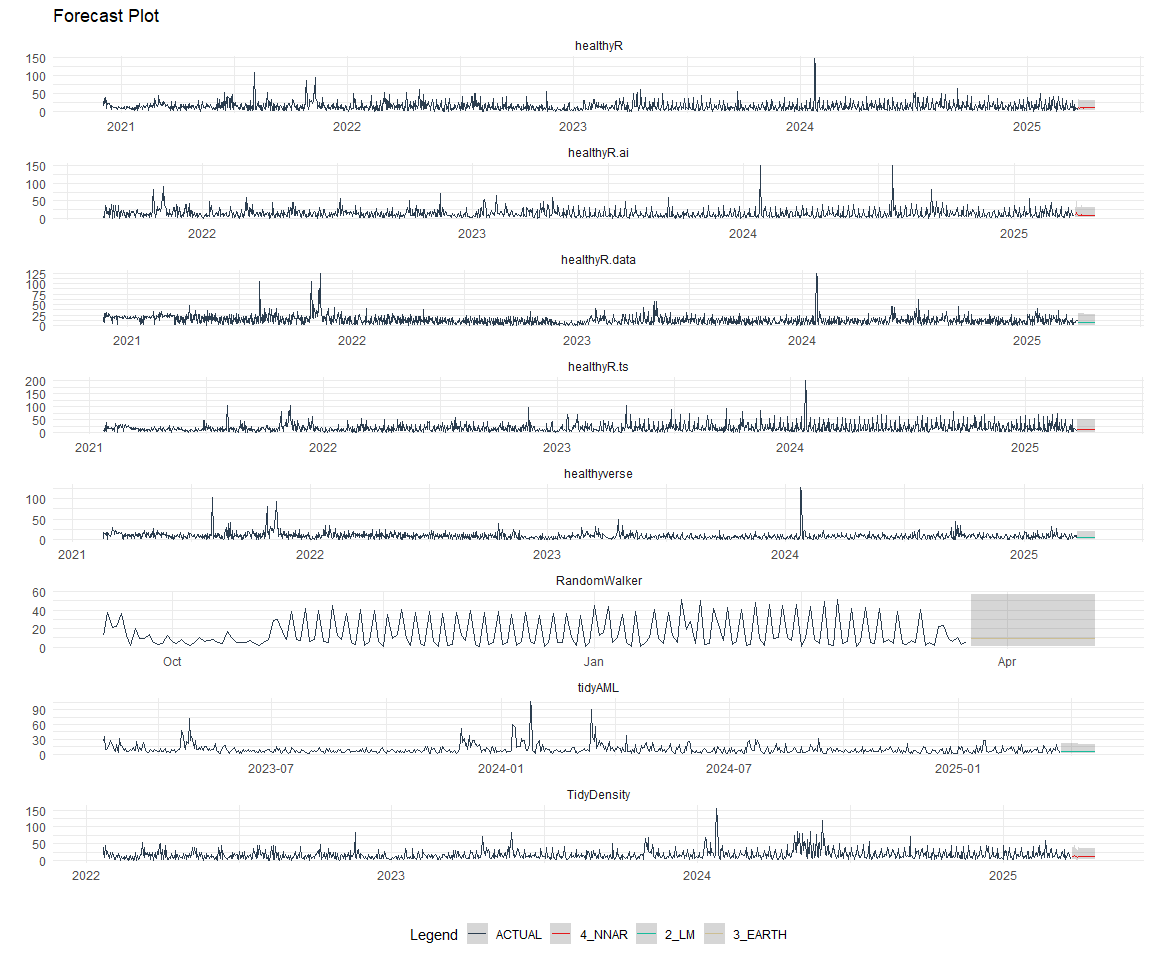 Forecast Plot
healthyR
150
100
50
0
2021 2022 2023 2024 2025
healthyR.ai
150
100
50
0
2022 2023 2024 2025
healthyR.data
125
100
75
50
25
0
2021 2022 2023 2024 2025
healthyR.ts
200
150
100
50
0
2021 2022 2023 2024 2025
healthyverse
100
50
0
2021 2022 2023 2024 2025
RandomWalker
60
40
20
0
Oct Jan Apr
tidyAML
90
60
30
0
2023-07 2024-01 2024-07 2025-01
TidyDensity
150
100
50
0
2022 2023 2024 2025
Legend ACTUAL 4_NNAR 2_LM 3_EARTH